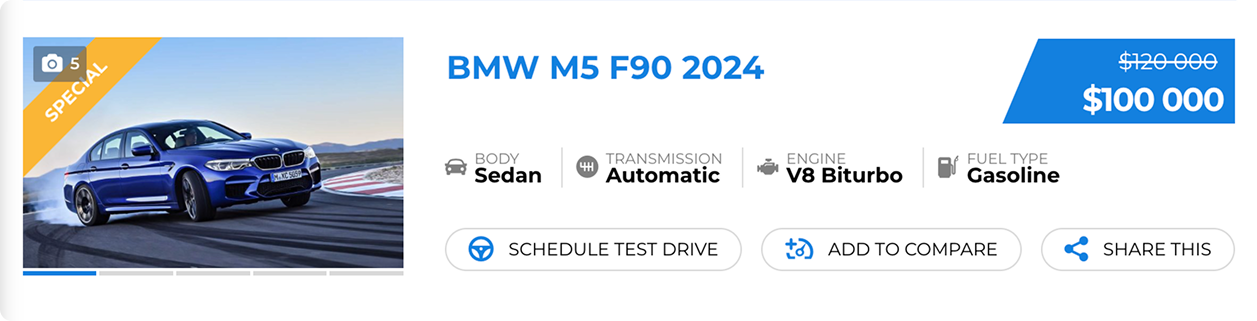 5
SPECIAL
BMW M5 F90 2024
$120 000
$100 000
BODY
Sedan
TRANSMISSION
Automatic
ENGINE
V8 Biturbo
FUEL TYPE
Gasoline
SCHEDULE TEST DRIVE
ADD TO COMPARE
SHARE THIS